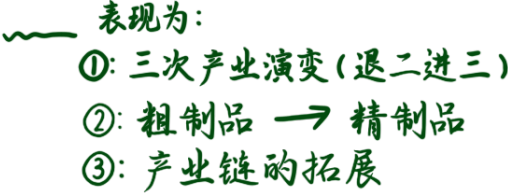 表现为:
①: 三次产业演变(退二进三)
②: 粗制品 → 精制品
③: 产业链的拓展